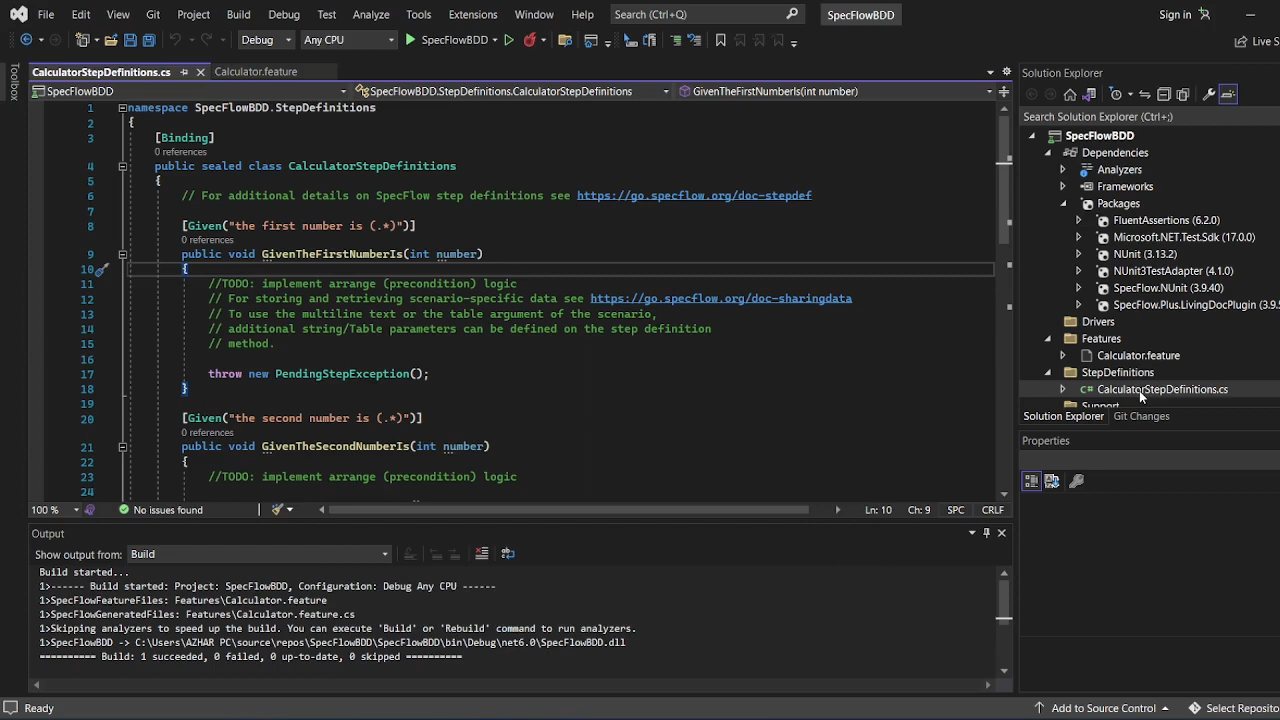 File Edit View Git Project Build Debug Test Analyze Tools Extensions Window Help Search (Ctrl+Q) SpecFlowBDD Sign in
Debug Any CPU SpecFlowBDD Live S
Toolbox
CalculatorStepDefinitions.cs Calculator.feature
SpecFlowBDD SpecFlowBDD.StepDefinitions.CalculatorStepDefinitions GivenTheFirstNumberIs(int number)
1 namespace SpecFlowBDD.StepDefinitions
2 {
3 [Binding]
0 references
4 public sealed class CalculatorStepDefinitions
5 {
6 // For additional details on SpecFlow step definitions see https://go.specflow.org/doc-stepdef
7
8 [Given("the first number is (.*)")]
0 references
9 public void GivenTheFirstNumberIs(int number)
10 {
11 //TODO: implement arrange (precondition) logic
12 // For storing and retrieving scenario-specific data see https://go.specflow.org/doc-sharingdata
13 // To use the multiline text or the table argument of the scenario,
14 // additional string/Table parameters can be defined on the step definition
15 // method.
16
17 throw new PendingStepException();
18 }
19
20 [Given("the second number is (.*)")]
0 references
21 public void GivenTheSecondNumberIs(int number)
22 {
23 //TODO: implement arrange (precondition) logic
24
100 % No issues found Ln: 10 Ch: 9 SPC CRLF
Output
Show output from: Build
Build started...
1>------ Build started: Project: SpecFlowBDD, Configuration: Debug Any CPU ------
1>SpecFlowFeatureFiles: Features\Calculator.feature
1>SpecFlowGeneratedFiles: Features\Calculator.feature.cs
1>Skipping analyzers to speed up the build. You can execute 'Build' or 'Rebuild' command to run analyzers.
1>SpecFlowBDD -> C:\Users\AZHAR PC\source\repos\SpecFlowBDD\SpecFlowBDD\bin\Debug\net6.0\SpecFlowBDD.dll
========== Build: 1 succeeded, 0 failed, 0 up-to-date, 0 skipped ==========
Solution Explorer
Search Solution Explorer (Ctrl+;)
SpecFlowBDD
Dependencies
Analyzers
Frameworks
Packages
FluentAssertions (6.2.0)
Microsoft.NET.Test.Sdk (17.0.0)
NUnit (3.13.2)
NUnit3TestAdapter (4.1.0)
SpecFlow.NUnit (3.9.40)
SpecFlow.Plus.LivingDocPlugin (3.9
Drivers
Features
Calculator.feature
StepDefinitions
C# CalculatorStepDefinitions.cs
Support
Solution Explorer Git Changes
Properties
Ready Add to Source Control Select Reposito